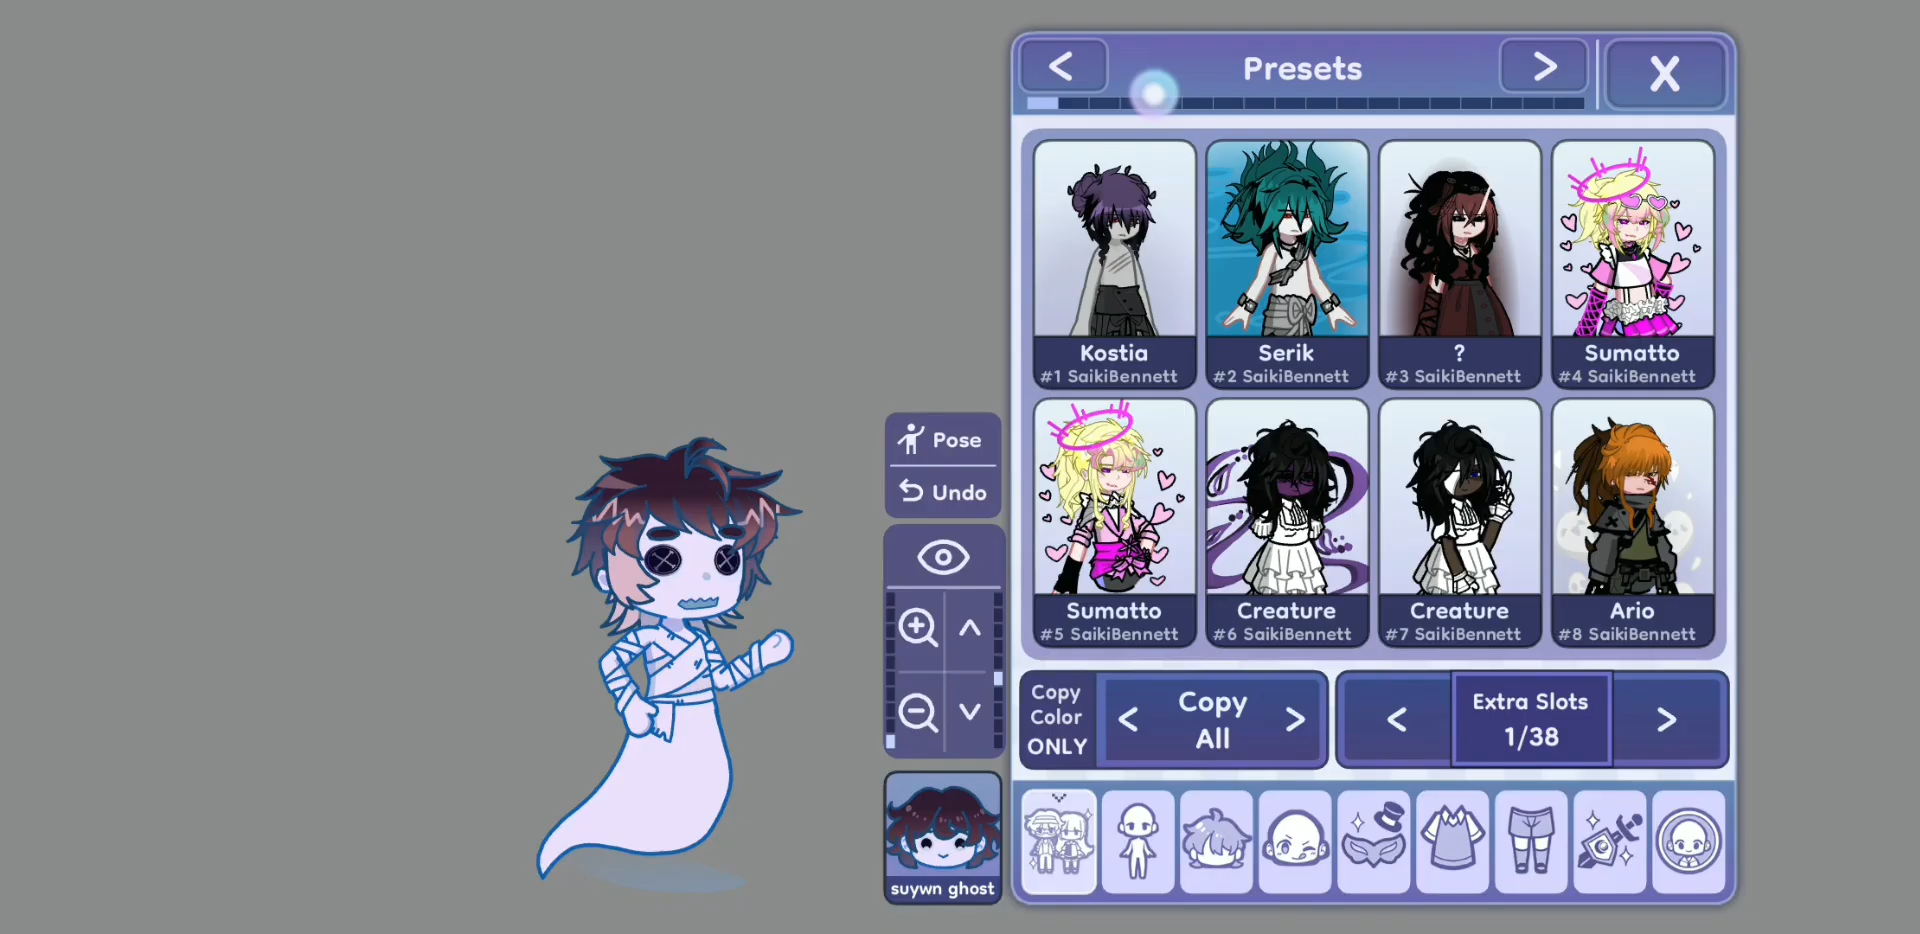 Presets
X
Kostia
#1 SaikiBennett
Serik
#2 SaikiBennett
?
#3 SaikiBennett
Sumatto
#4 SaikiBennett
Pose
Undo
Sumatto
#5 SaikiBennett
Creature
#6 SaikiBennett
Creature
#7 SaikiBennett
Ario
#8 SaikiBennett
Copy
Color
ONLY
Copy
All
Extra Slots
1/38
suywn ghost